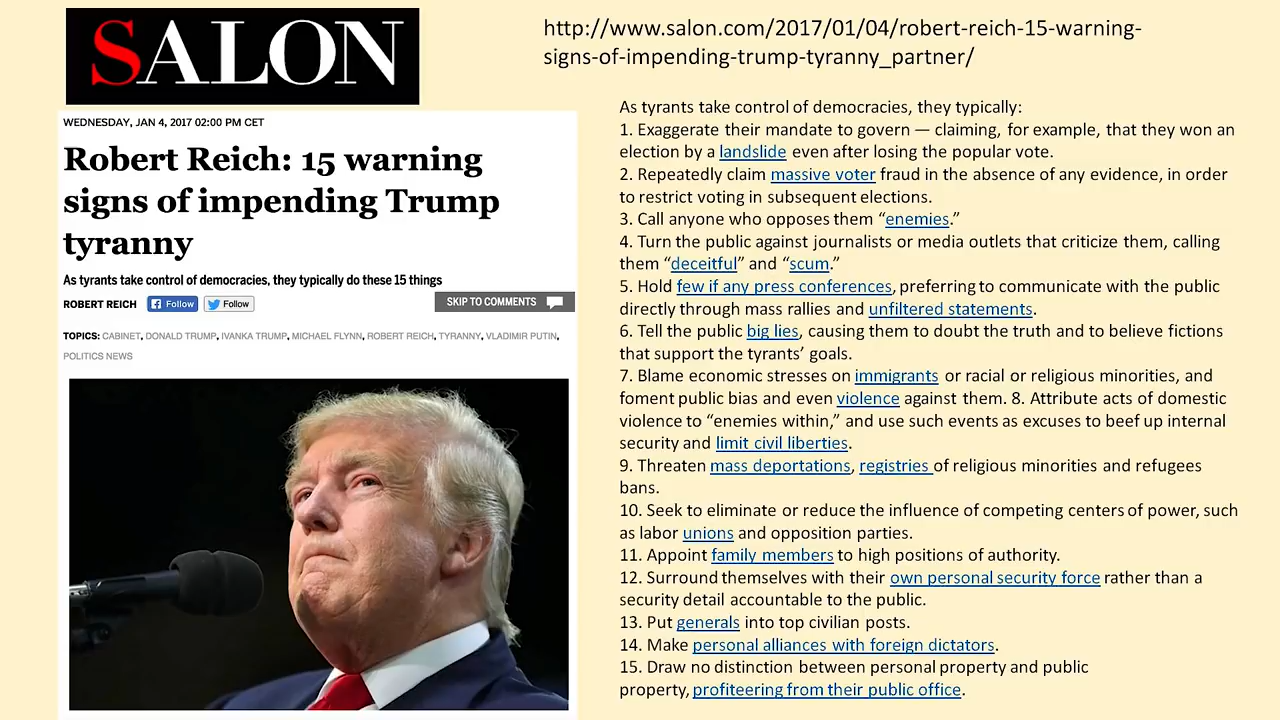 SALON
http://www.salon.com/2017/01/04/robert-reich-15-warning-
signs-of-impending-trump-tyranny_partner/
WEDNESDAY, JAN 4, 2017 02:00 PM CET
Robert Reich: 15 warning
signs of impending Trump
tyranny
As tyrants take control of democracies, they typically do these 15 things
ROBERT REICH Follow Follow
SKIP TO COMMENTS
TOPICS: CABINET, DONALD TRUMP, IVANKA TRUMP, MICHAEL FLYNN, ROBERT REICH, TYRANNY, VLADIMIR PUTIN,
POLITICS NEWS
As tyrants take control of democracies, they typically:
1. Exaggerate their mandate to govern — claiming, for example, that they won an
election by a landslide even after losing the popular vote.
2. Repeatedly claim massive voter fraud in the absence of any evidence, in order
to restrict voting in subsequent elections.
3. Call anyone who opposes them “enemies.”
4. Turn the public against journalists or media outlets that criticize them, calling
them “deceitful” and “scum.”
5. Hold few if any press conferences, preferring to communicate with the public
directly through mass rallies and unfiltered statements.
6. Tell the public big lies, causing them to doubt the truth and to believe fictions
that support the tyrants’ goals.
7. Blame economic stresses on immigrants or racial or religious minorities, and
foment public bias and even violence against them. 8. Attribute acts of domestic
violence to “enemies within,” and use such events as excuses to beef up internal
security and limit civil liberties.
9. Threaten mass deportations, registries of religious minorities and refugees
bans.
10. Seek to eliminate or reduce the influence of competing centers of power, such
as labor unions and opposition parties.
11. Appoint family members to high positions of authority.
12. Surround themselves with their own personal security force rather than a
security detail accountable to the public.
13. Put generals into top civilian posts.
14. Make personal alliances with foreign dictators.
15. Draw no distinction between personal property and public
property, profiteering from their public office.